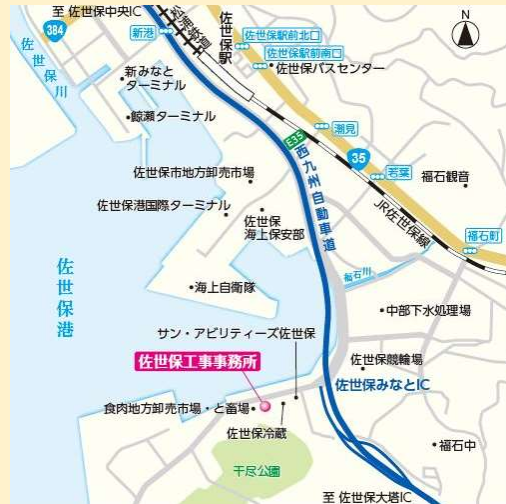 至 佐世保中央IC
384
新港
松浦鉄道
佐世保駅
佐世保駅前北口
佐世保駅前南口
佐世保バスセンター
N
佐世保川
新みなと
ターミナル
鯨瀬ターミナル
潮見
E35
35
若葉
西九州自動車道
JR佐世保線
福石観音
佐世保市地方卸売市場
佐世保港国際ターミナル
佐世保
海上保安部
福石町
福石川
佐世保港
海上自衛隊
中部下水処理場
サン・アビリティーズ佐世保
佐世保工事事務所
佐世保競輪場
佐世保みなとIC
食肉地方卸売市場・と畜場
佐世保冷蔵
福石中
干尽公園
至 佐世保大塔IC